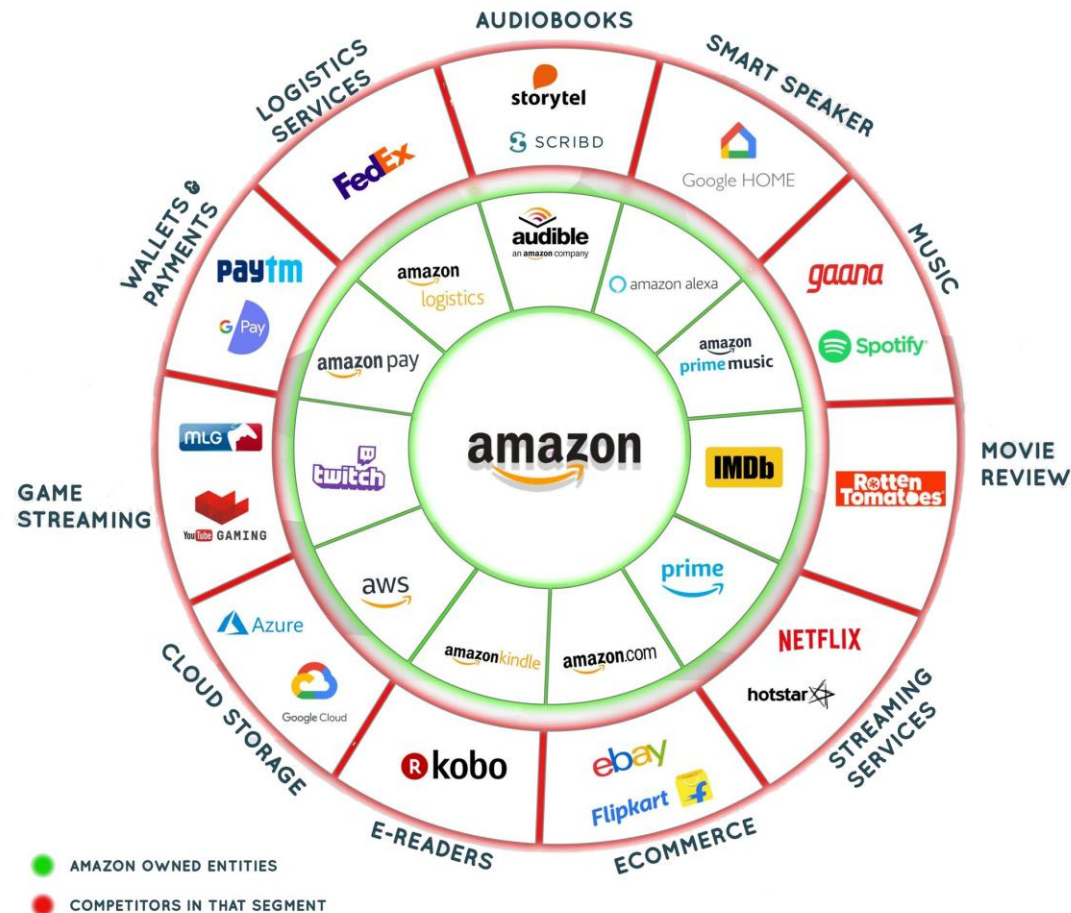 AUDIOBOOKS
storytel
SCRIBD
audible
an amazon company
SMART SPEAKER
Google HOME
amazon alexa
MUSIC
gaana
Spotify
amazon
prime music
MOVIE
REVIEW
Rotten
Tomatoes
IMDb
STREAMING
SERVICES
NETFLIX
hotstar
prime
ECOMMERCE
ebay
Flipkart
amazon.com
E-READERS
R kobo
amazonkindle
CLOUD STORAGE
Azure
Google Cloud
aws
GAME
STREAMING
MLG
YouTube GAMING
twitch
WALLETS &
PAYMENTS
paytm
G Pay
amazon pay
LOGISTICS
SERVICES
FedEx
amazon
logistics
amazon
AMAZON OWNED ENTITIES
COMPETITORS IN THAT SEGMENT